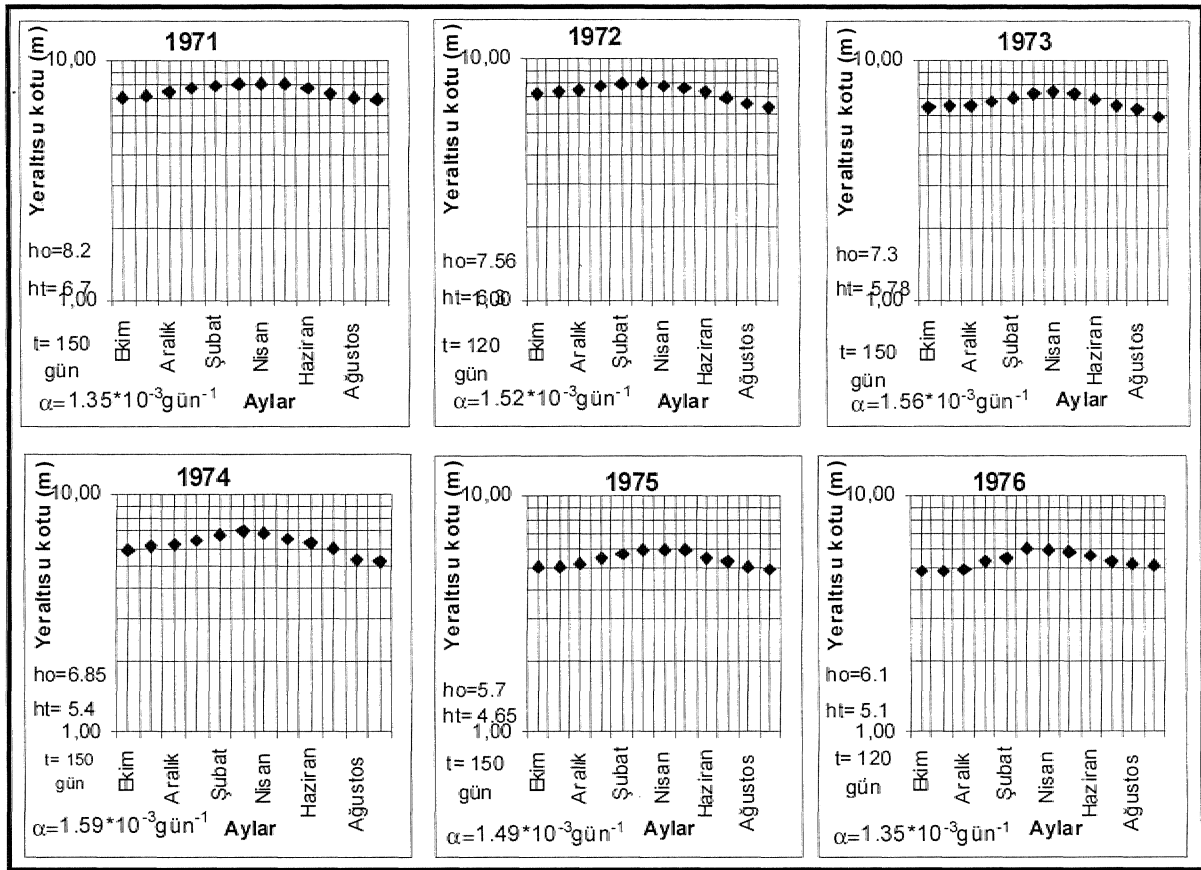 1971
Yeraltısu kotu (m)
10,00
1,00
ho=8.2
ht=6.7
t= 150
gün
Ekim
Aralık
Şubat
Nisan
Haziran
Ağustos
α=1.35*10-3gün-1
Aylar
1972
Yeraltısu kotu (m)
10,00
1,00
ho=7.56
t= 120
gün
Ekim
Aralık
Şubat
Nisan
Haziran
Ağustos
α=1.52*10-3gün-1
Aylar
1973
Yeraltısu kotu (m)
10,00
1,00
ho=7.3
ht= 5.78
t= 150
gün
Ekim
Aralık
Şubat
Nisan
Haziran
Ağustos
α=1.56*10-3gün-1
Aylar
1974
Yeraltısu kotu (m)
10,00
ho=6.85
ht= 5.4
1,00
t= 150
gün
Ekim
Aralık
Şubat
Nisan
Haziran
Ağustos
α=1.59*10-3gün-1
Aylar
1975
Yeraltısu kotu (m)
10,00
ho=5.7
ht= 4.65
1,00
t= 150
gün
Ekim
Aralık
Şubat
Nisan
Haziran
Ağustos
α=1.49*10-3gün-1
Aylar
1976
Yeraltısu kotu (m)
10,00
ho=6.1
ht= 5.1
1,00
t= 120
gün
Ekim
Aralık
Şubat
Nisan
Haziran
Ağustos
α=1.35*10-3gün-1
Aylar